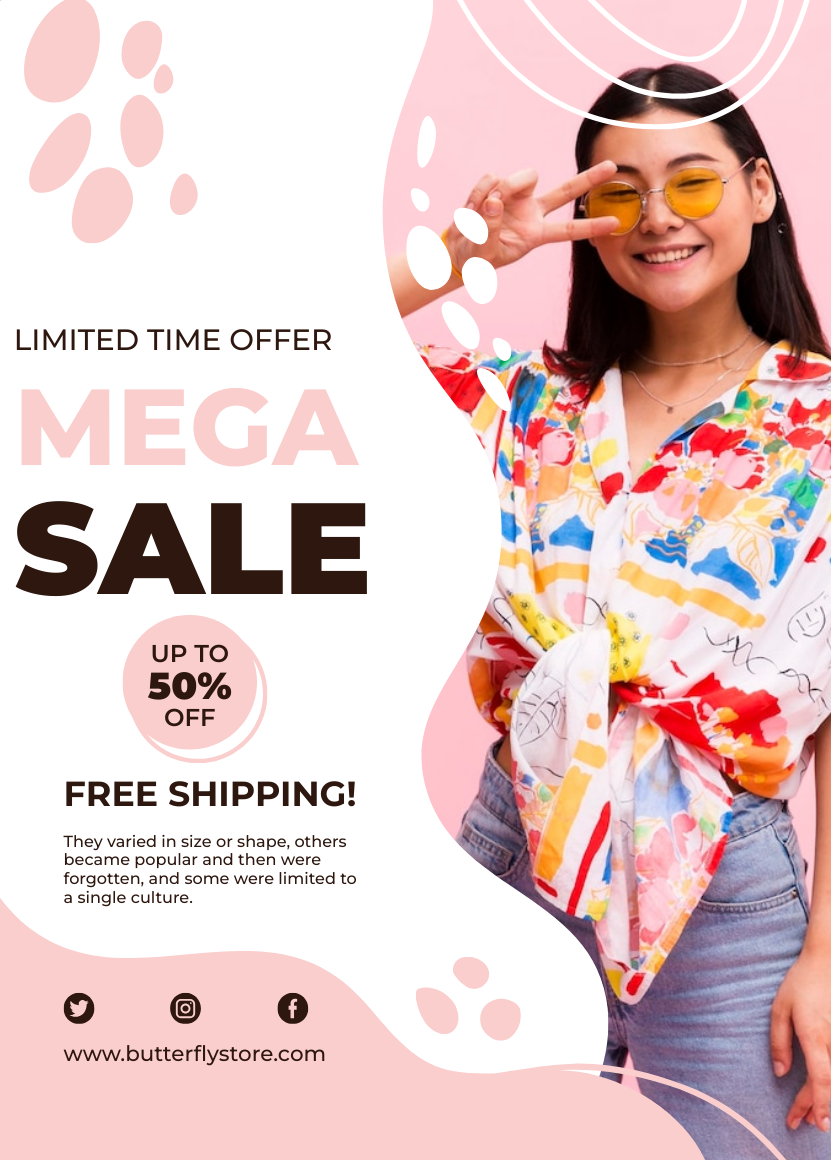 LIMITED TIME OFFER
MEGA
SALE
UP TO
50%
OFF
FREE SHIPPING!
They varied in size or shape, others
became popular and then were
forgotten, and some were limited to
a single culture.
www.butterflystore.com